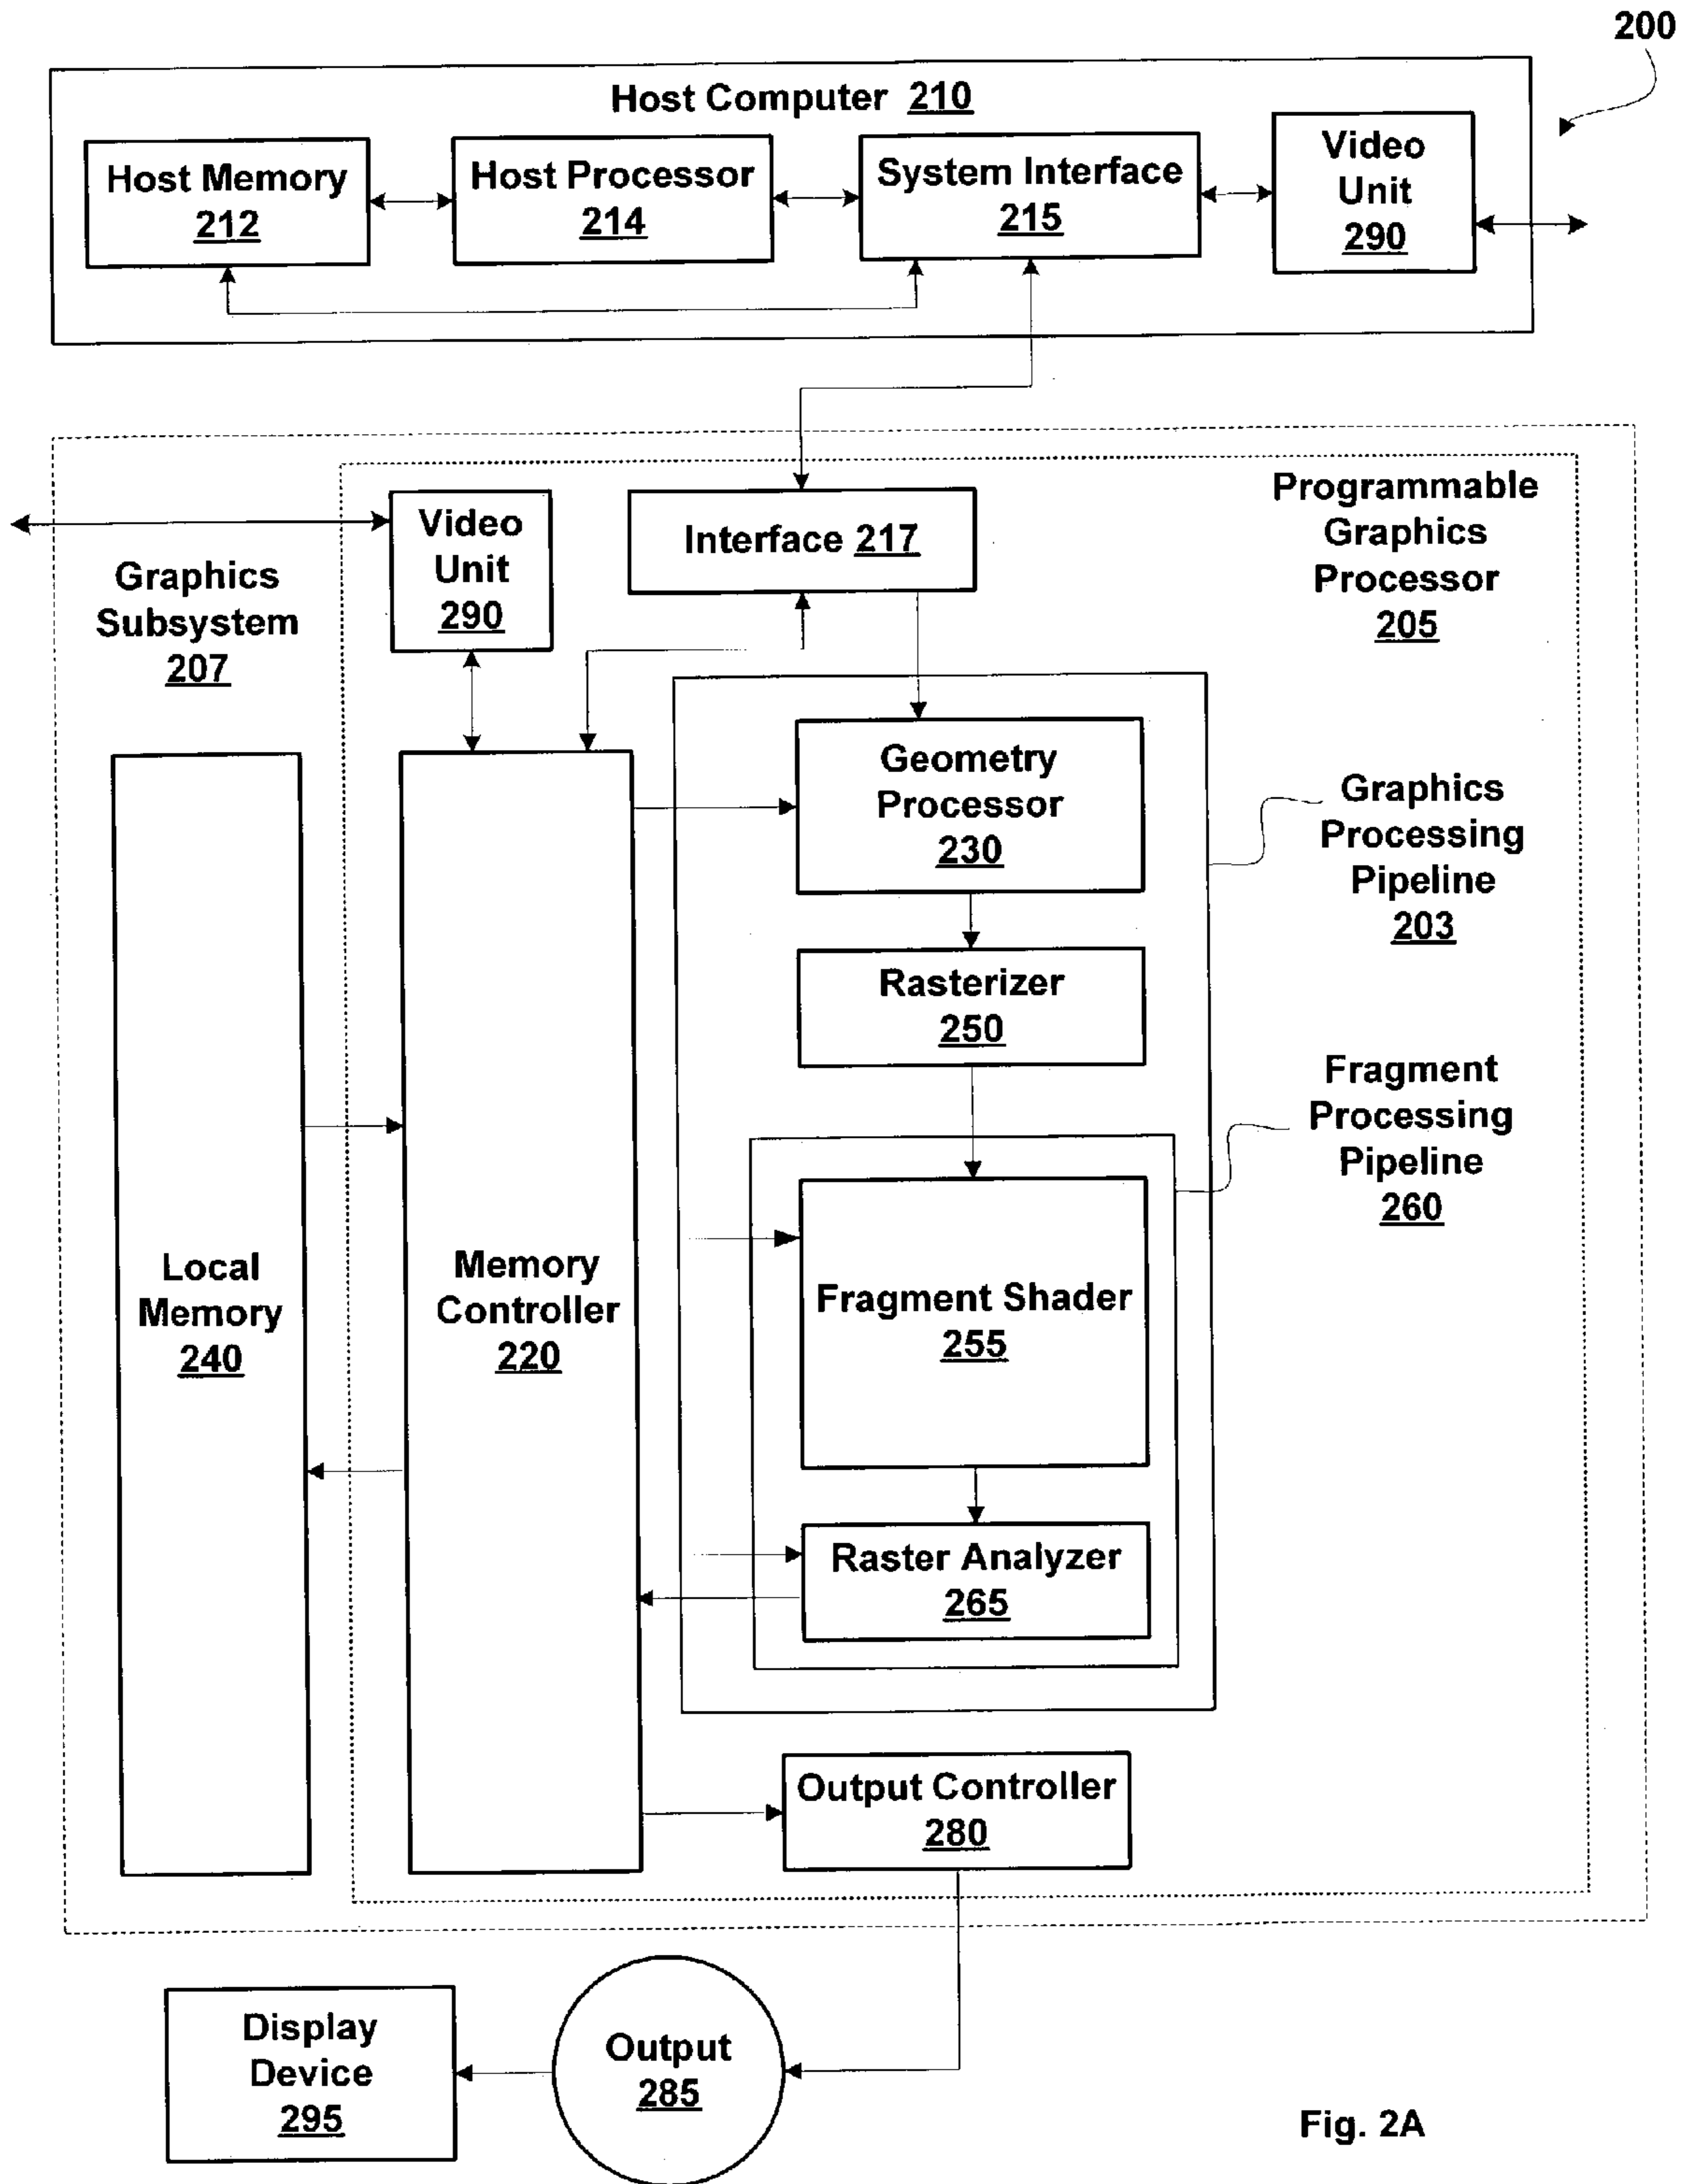 200
Host Computer 210
Host Memory
212
Host Processor
214
System Interface
215
Video
Unit
290
Programmable
Graphics
Processor
205
Video
Unit
290
Interface 217
Graphics
Subsystem
207
Geometry
Processor
230
Graphics
Processing
Pipeline
203
Rasterizer
250
Fragment
Processing
Pipeline
260
Local
Memory
240
Memory
Controller
220
Fragment Shader
255
Raster Analyzer
265
Output Controller
280
Display
Device
295
Output
285
Fig. 2A